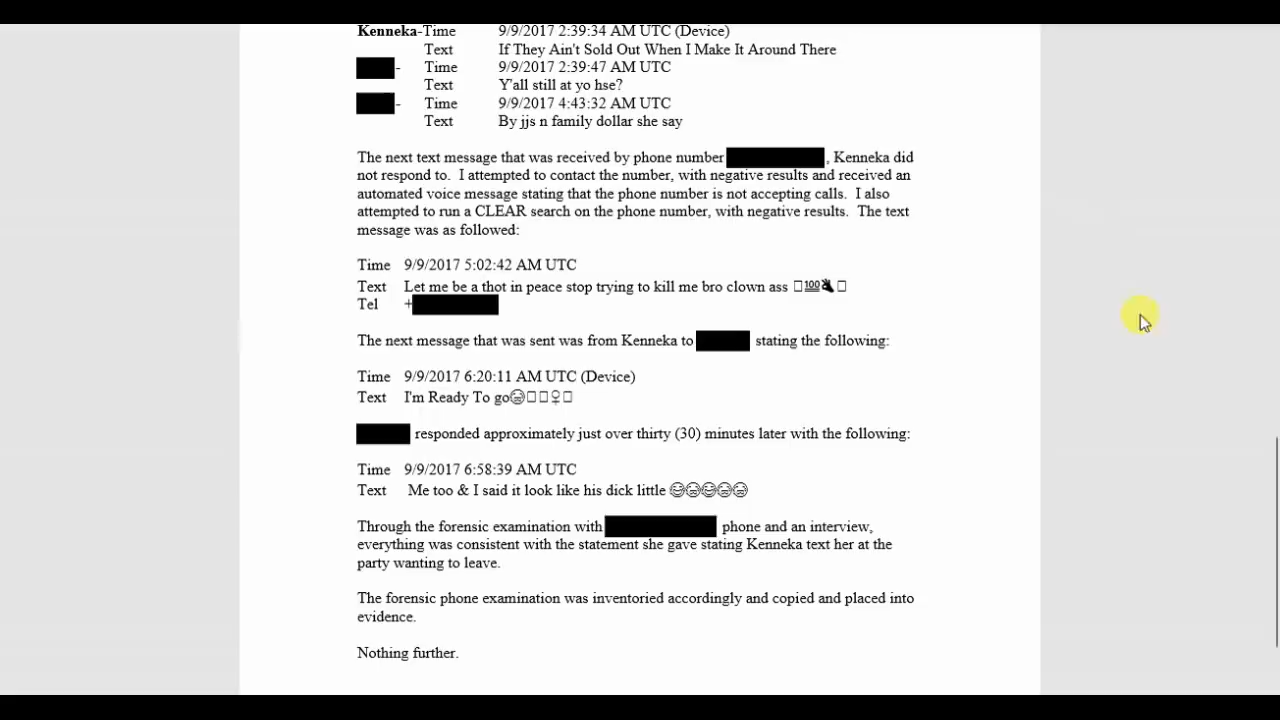 Kenneka-Time 9/9/2017 2:39:34 AM UTC (Device)
Text If They Ain't Sold Out When I Make It Around There
- Time 9/9/2017 2:39:47 AM UTC
Text Y'all still at yo hse?
- Time 9/9/2017 4:43:32 AM UTC
Text By jjs n family dollar she say
The next text message that was received by phone number , Kenneka did
not respond to. I attempted to contact the number, with negative results and received an
automated voice message stating that the phone number is not accepting calls. I also
attempted to run a CLEAR search on the phone number, with negative results. The text
message was as followed:
Time 9/9/2017 5:02:42 AM UTC
Text Let me be a thot in peace stop trying to kill me bro clown ass □💯👌□
Tel +
The next message that was sent was from Kenneka to stating the following:
Time 9/9/2017 6:20:11 AM UTC (Device)
Text I'm Ready To go😩□□♀□
responded approximately just over thirty (30) minutes later with the following:
Time 9/9/2017 6:58:39 AM UTC
Text Me too & I said it look like his dick little 😂😩😂😩😩
Through the forensic examination with phone and an interview,
everything was consistent with the statement she gave stating Kenneka text her at the
party wanting to leave.
The forensic phone examination was inventoried accordingly and copied and placed into
evidence.
Nothing further.